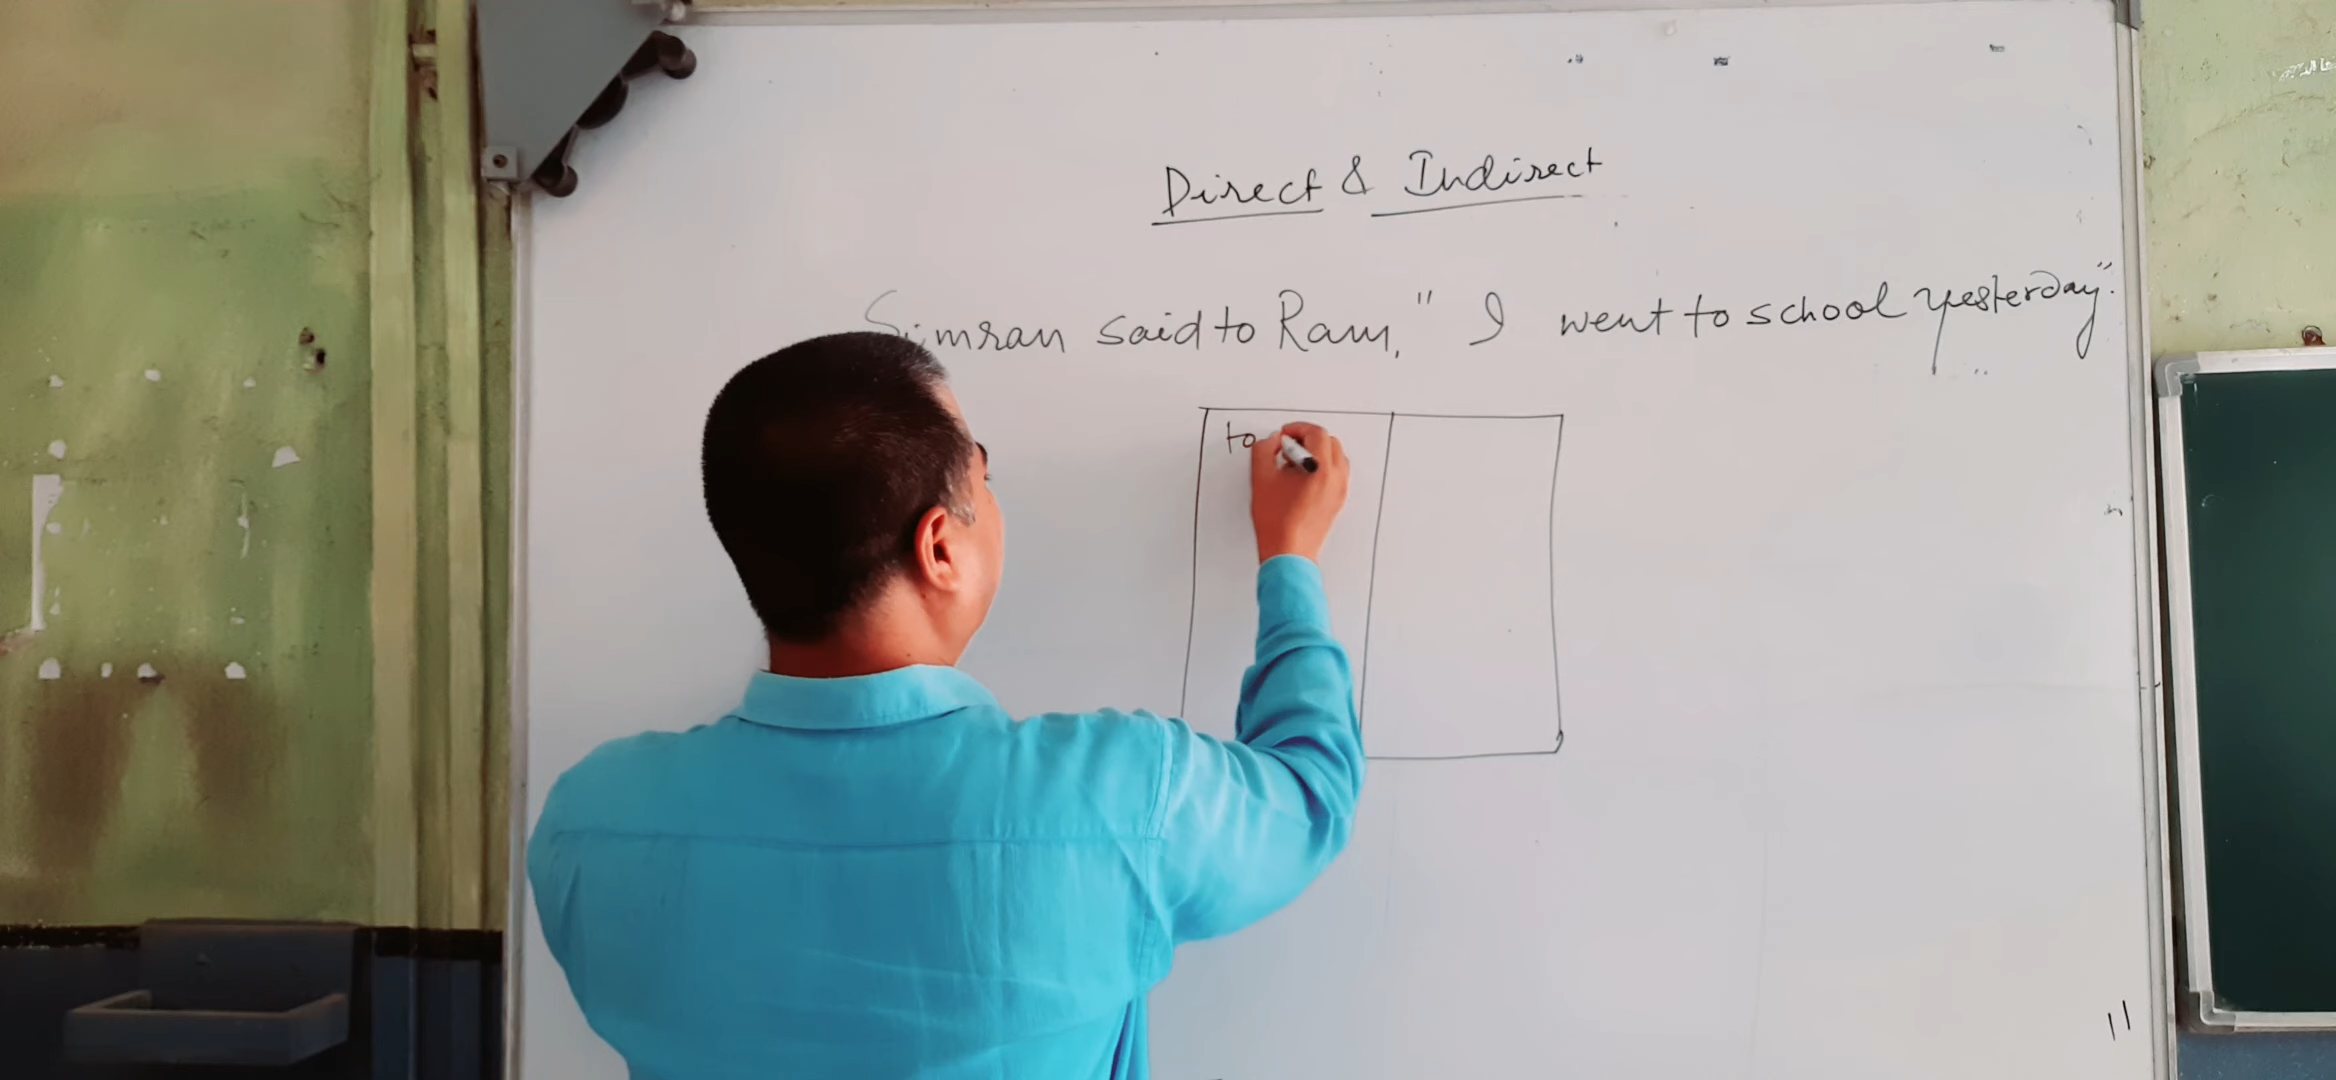 Direct & Indirect
Simran said to Ram, " I went to school yesterday".
to